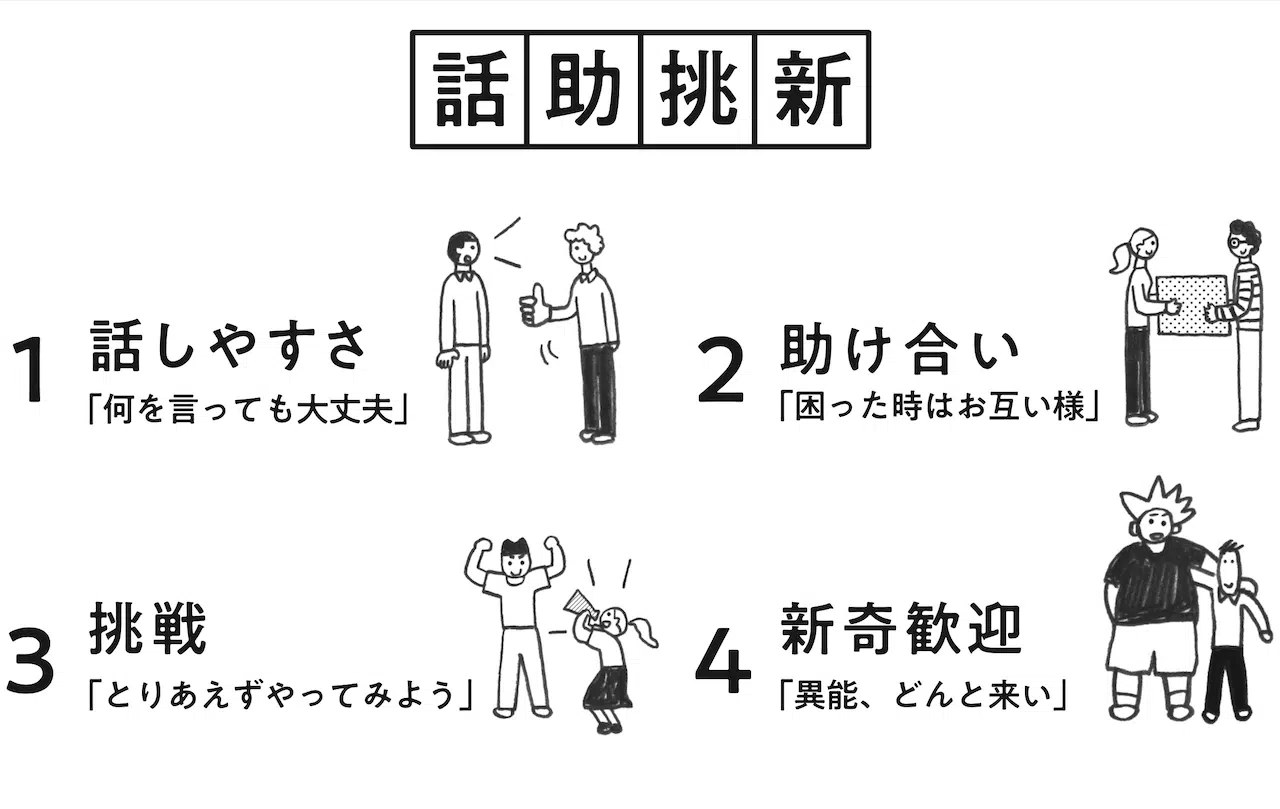 話助挑新
1 話しやすさ
「何を言っても大丈夫」
2 助け合い
「困った時はお互い様」
3 挑戦
「とりあえずやってみよう」
4 新奇歓迎
「異能、どんと来い」